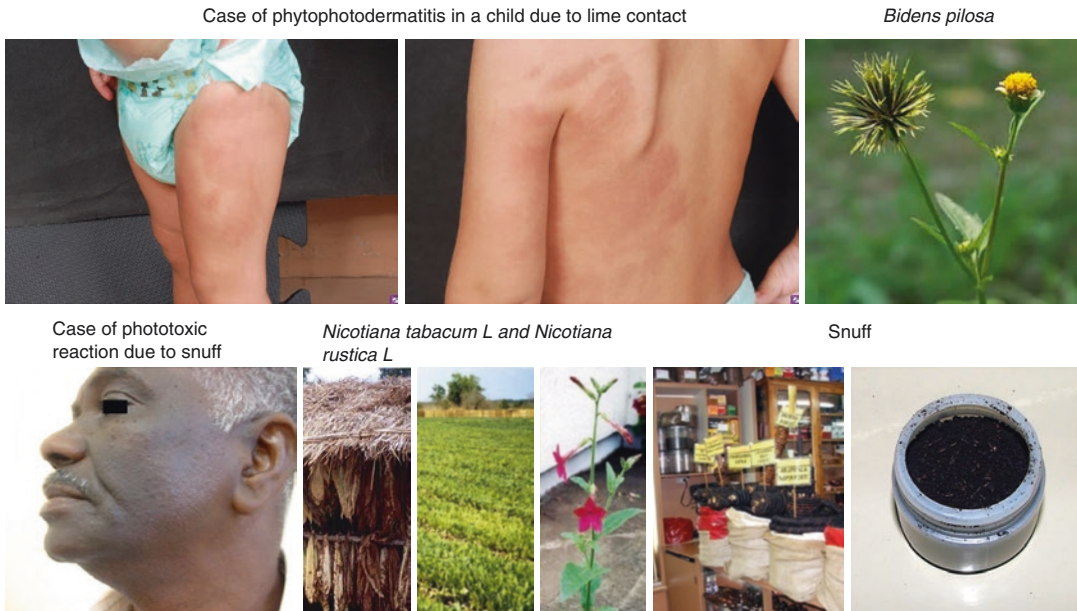 Case of phytophotodermatitis in a child due to lime contact
Bidens pilosa
Case of phototoxic
reaction due to snuff
Nicotiana tabacum L and Nicotiana
rustica L
Snuff